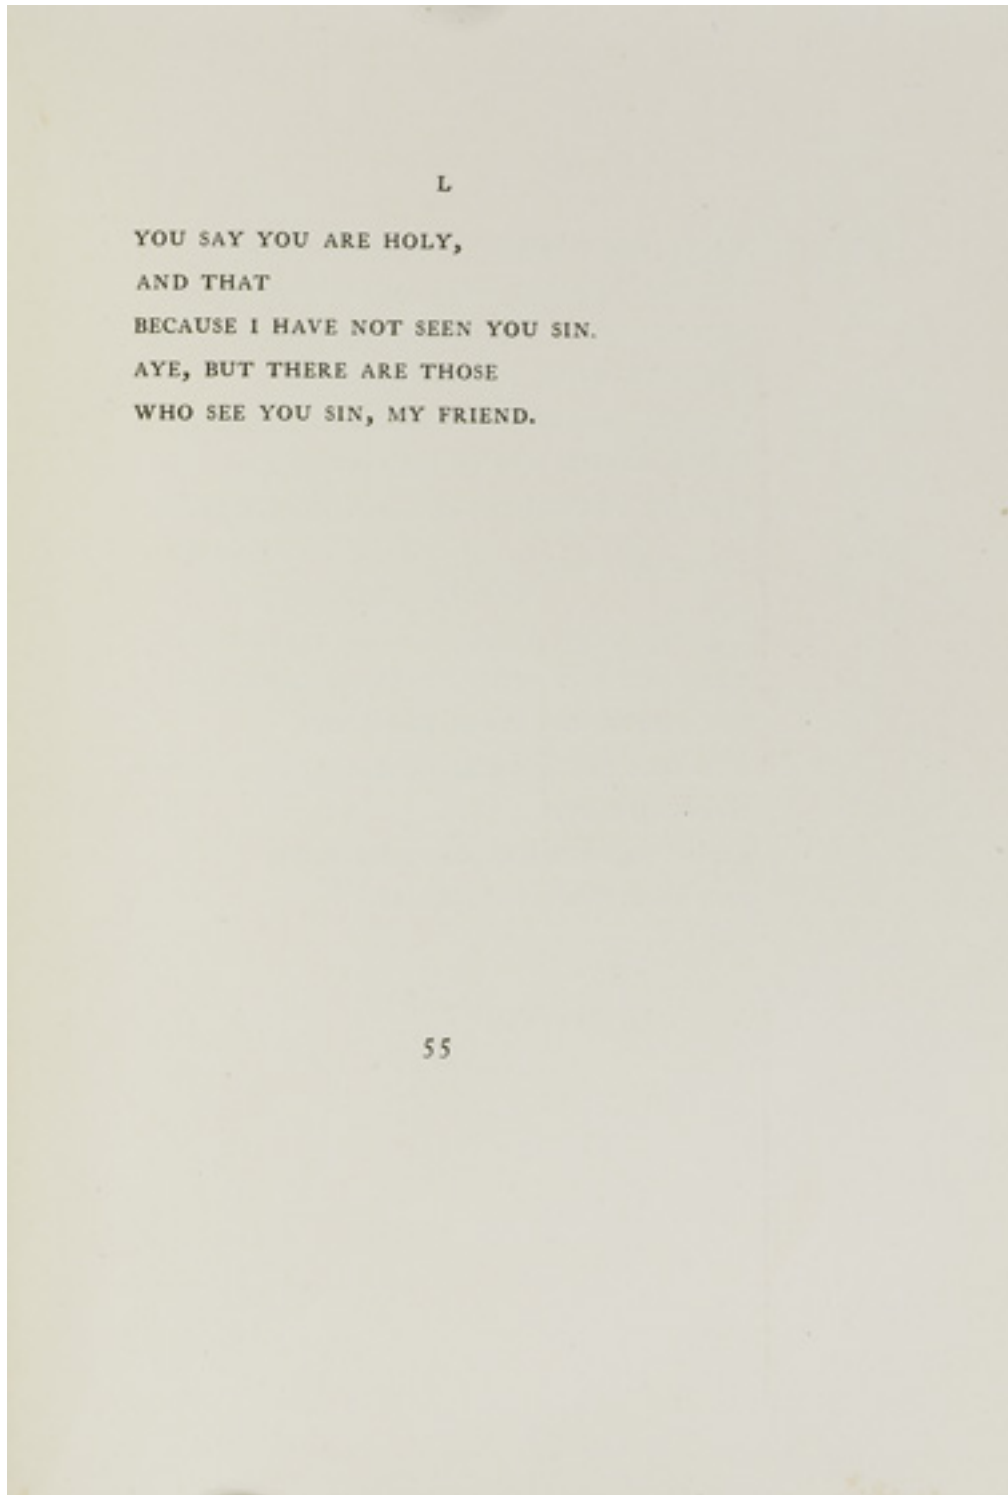 L
YOU SAY YOU ARE HOLY,
AND THAT
BECAUSE I HAVE NOT SEEN YOU SIN.
AYE, BUT THERE ARE THOSE
WHO SEE YOU SIN, MY FRIEND.
55